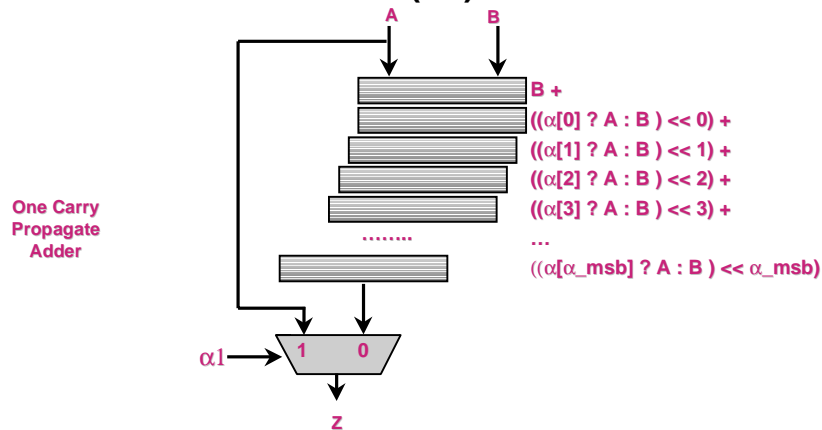 A
B
B +
((α[0] ? A : B ) << 0) +
((α[1] ? A : B ) << 1) +
((α[2] ? A : B ) << 2) +
((α[3] ? A : B ) << 3) +
One Carry
Propagate
Adder
........
...
((α[α_msb] ? A : B ) << α_msb)
1
0
α1
z